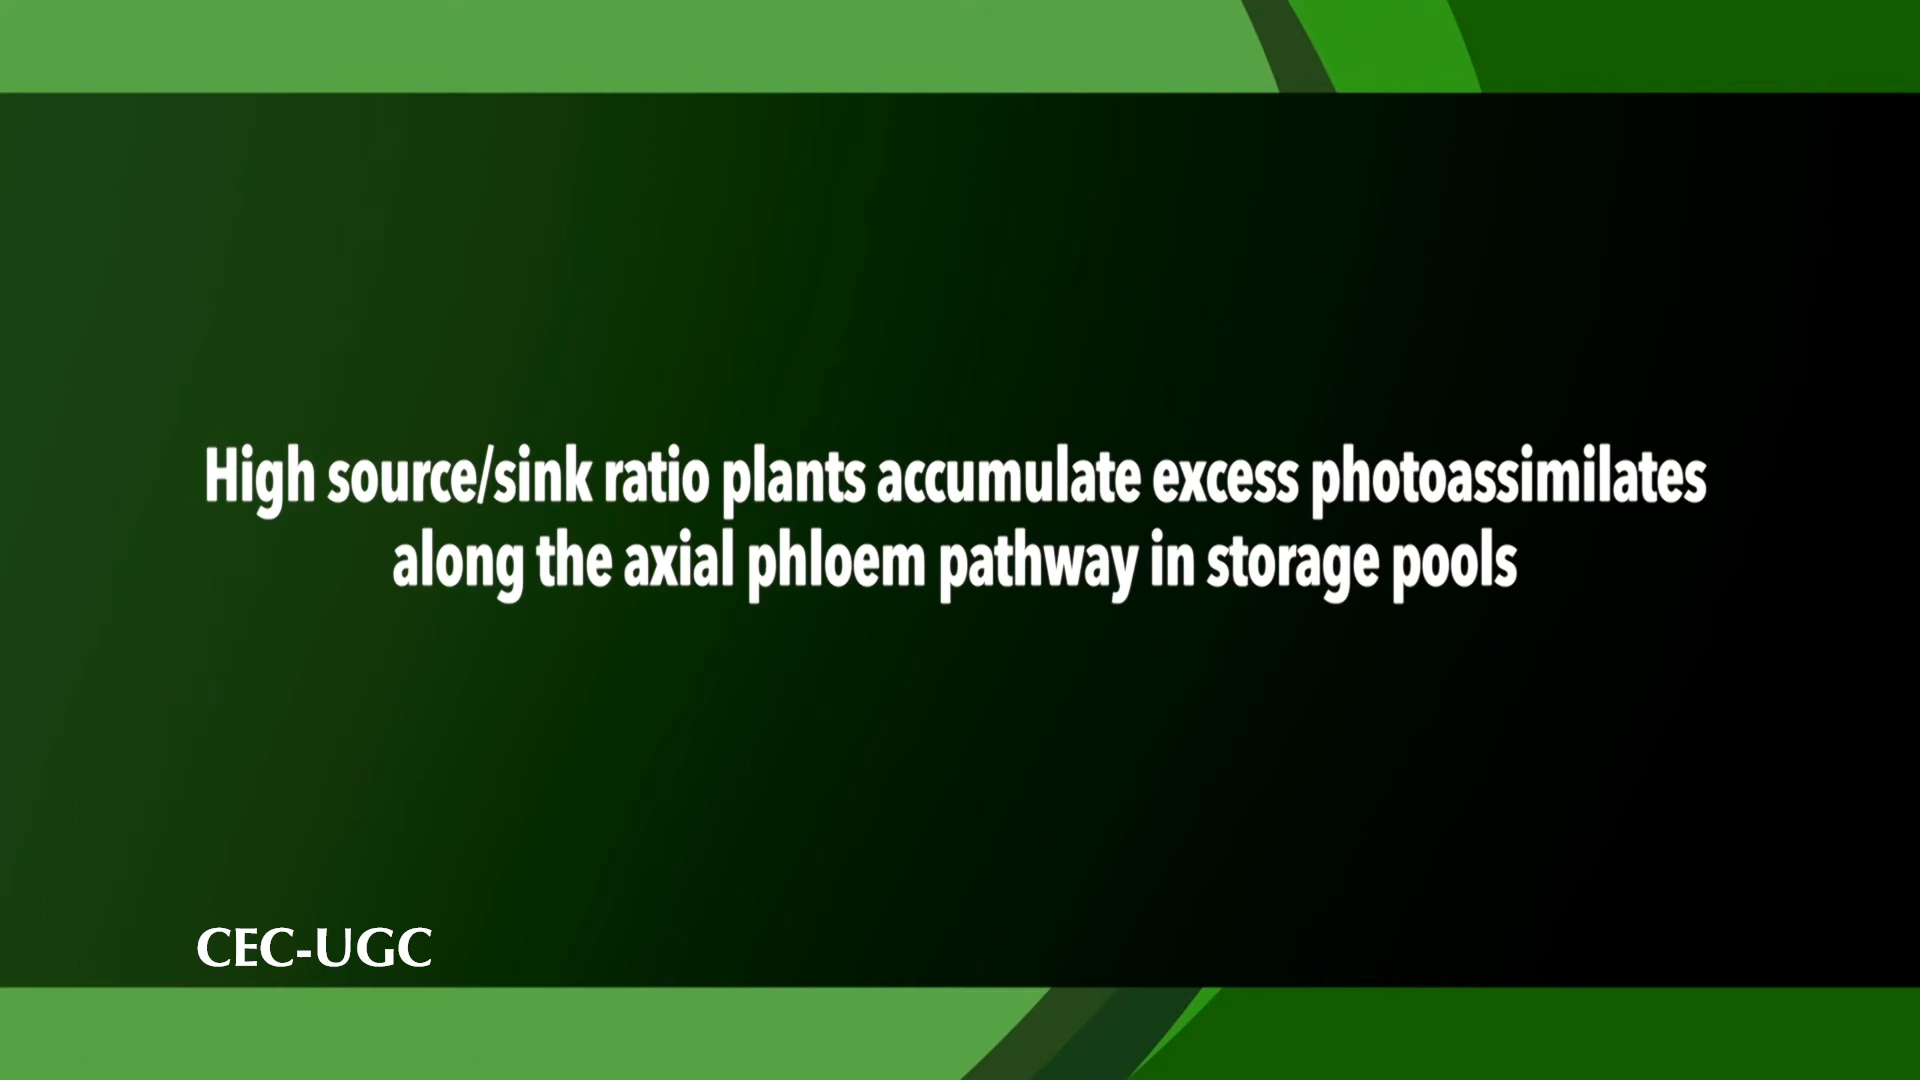 High source/sink ratio plants accumulate excess photoassimilates
along the axial phloem pathway in storage pools
CEC-UGC